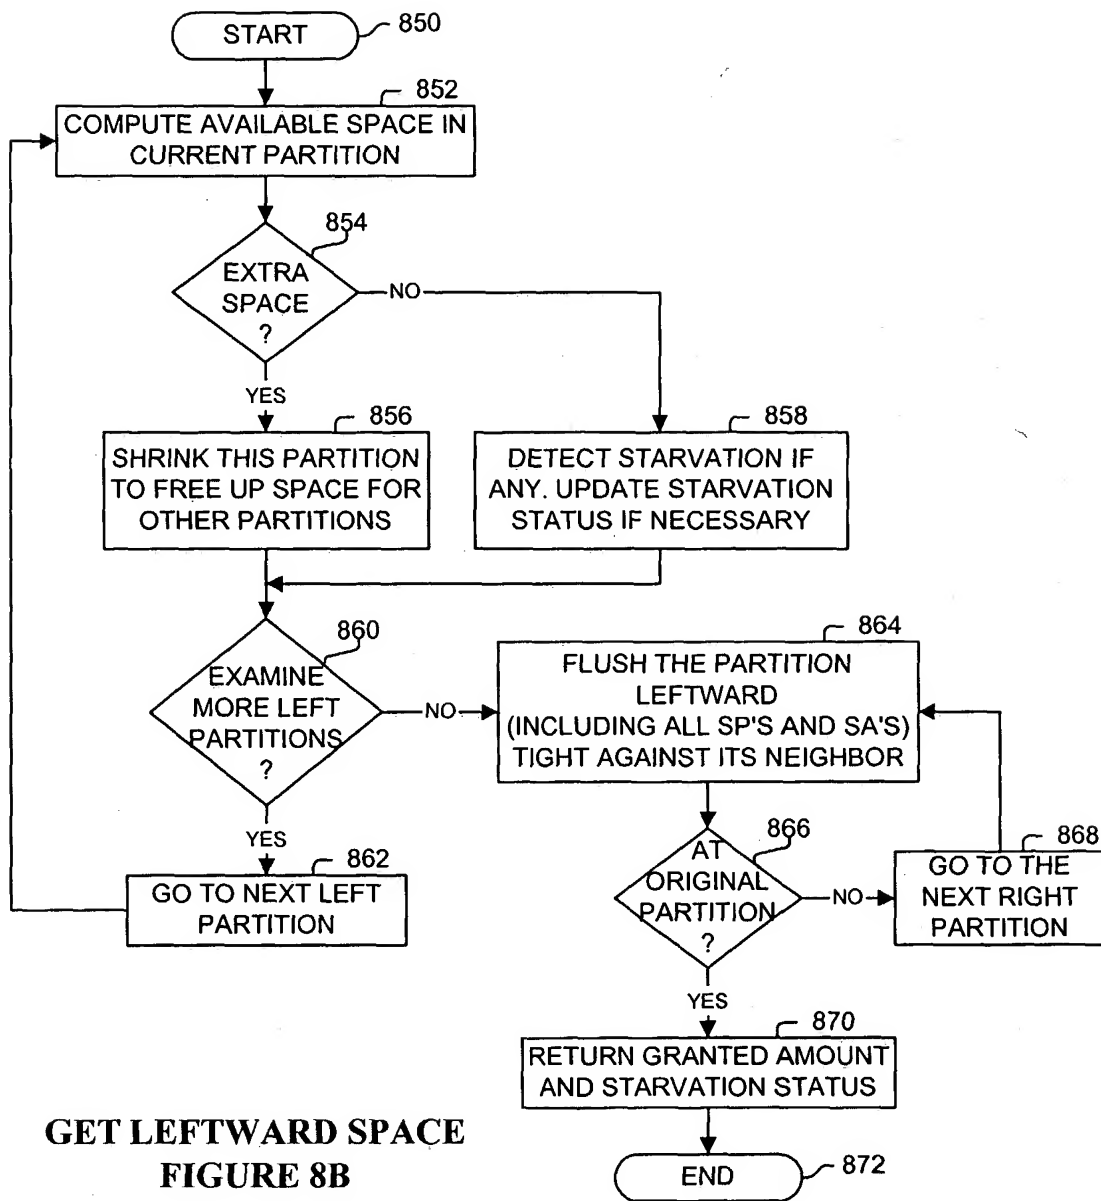 START
850
852
COMPUTE AVAILABLE SPACE IN
CURRENT PARTITION
854
EXTRA
SPACE
?
NO
YES
856
SHRINK THIS PARTITION
TO FREE UP SPACE FOR
OTHER PARTITIONS
858
DETECT STARVATION IF
ANY. UPDATE STARVATION
STATUS IF NECESSARY
860
EXAMINE
MORE LEFT
PARTITIONS
?
NO
YES
862
GO TO NEXT LEFT
PARTITION
864
FLUSH THE PARTITION
LEFTWARD
(INCLUDING ALL SP'S AND SA'S)
TIGHT AGAINST ITS NEIGHBOR
866
AT
ORIGINAL
PARTITION
?
NO
868
GO TO THE
NEXT RIGHT
PARTITION
YES
870
RETURN GRANTED AMOUNT
AND STARVATION STATUS
END
872
GET LEFTWARD SPACE
FIGURE 8B